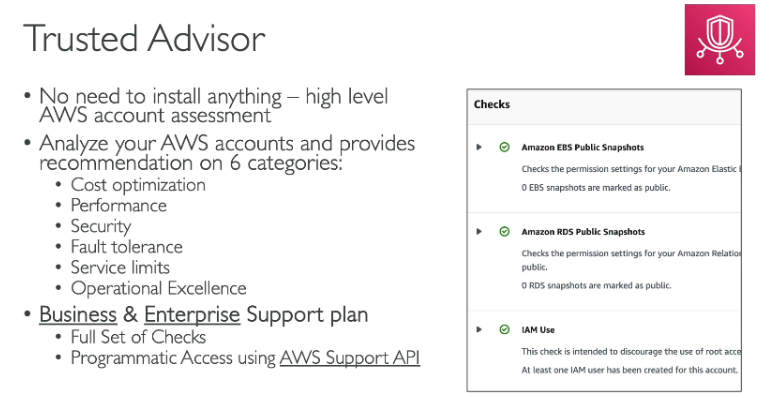 Trusted Advisor
• No need to install anything – high level
AWS account assessment
• Analyze your AWS accounts and provides
recommendation on 6 categories:
• Cost optimization
• Performance
• Security
• Fault tolerance
• Service limits
• Operational Excellence
• Business & Enterprise Support plan
• Full Set of Checks
• Programmatic Access using AWS Support API
Checks
Amazon EBS Public Snapshots
Checks the permission settings for your Amazon Elastic
0 EBS snapshots are marked as public.
Amazon RDS Public Snapshots
Checks the permission settings for your Amazon Relation
public.
0 RDS snapshots are marked as public.
IAM Use
This check is intended to discourage the use of root acce
At least one IAM user has been created for this account.